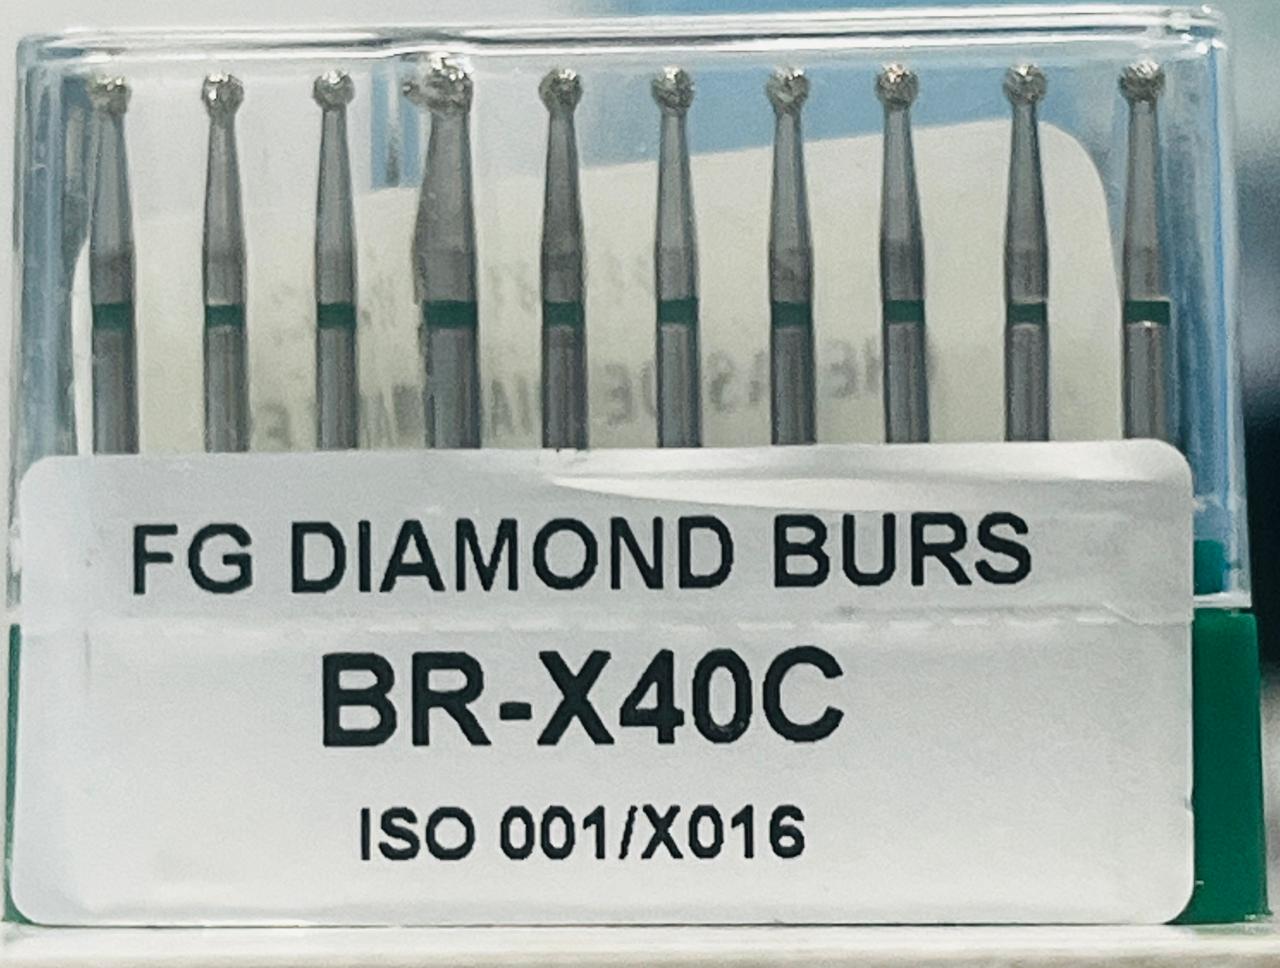 FG DIAMOND BURS
BR-X40C
ISO 001/X016